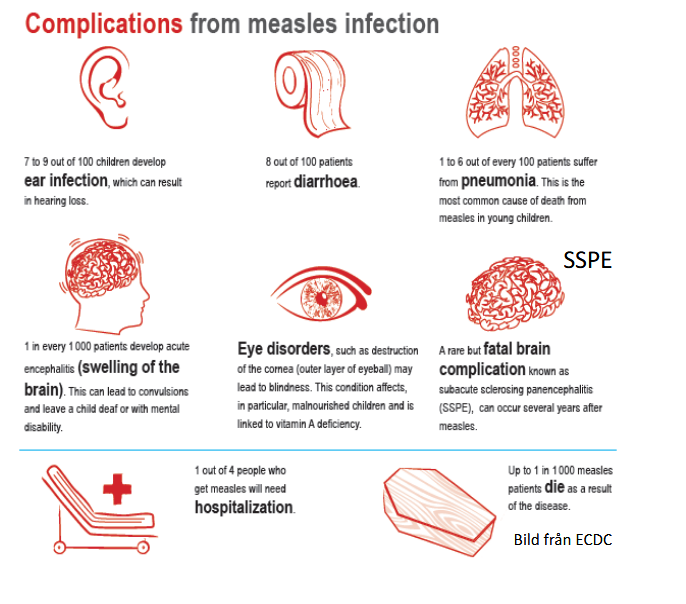 Complications from measles infection
7 to 9 out of 100 children develop
ear infection, which can result
in hearing loss.
8 out of 100 patients
report diarrhoea.
1 to 6 out of every 100 patients suffer
from pneumonia. This is the
most common cause of death from
measles in young children.
1 in every 1 000 patients develop acute
encephalitis (swelling of the
brain). This can lead to convulsions
and leave a child deaf or with mental
disability.
Eye disorders, such as destruction
of the cornea (outer layer of eyeball) may
lead to blindness. This condition affects,
in particular, malnourished children and is
linked to vitamin A deficiency.
SSPE
A rare but fatal brain
complication known as
subacute sclerosing panencephalitis
(SSPE), can occur several years after
measles.
1 out of 4 people who
get measles will need
hospitalization.
Up to 1 in 1 000 measles
patients die as a result
of the disease.
Bild från ECDC